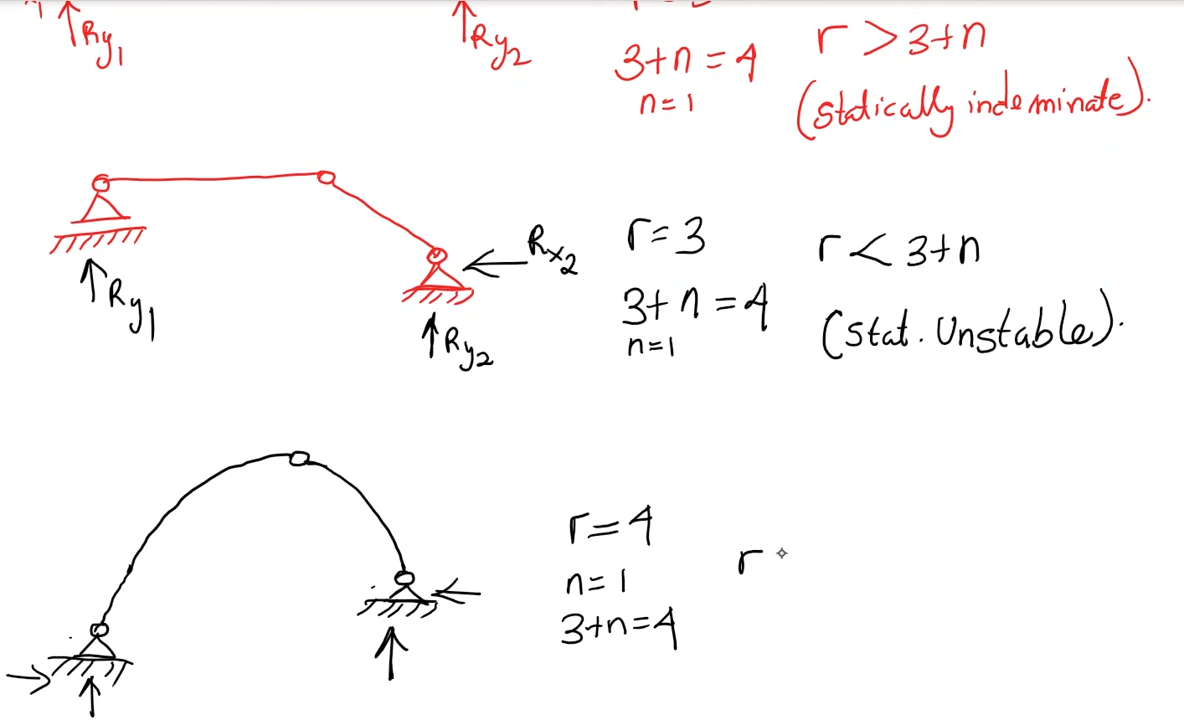 Ry1
Ry2
3+n = 4
n=1
r > 3+n
(statically indeminate).
Ry1
Rx2
Ry2
r = 3
3+n = 4
n=1
r < 3+n
(stat. Unstable).
r = 4
n = 1
3+n=4
r